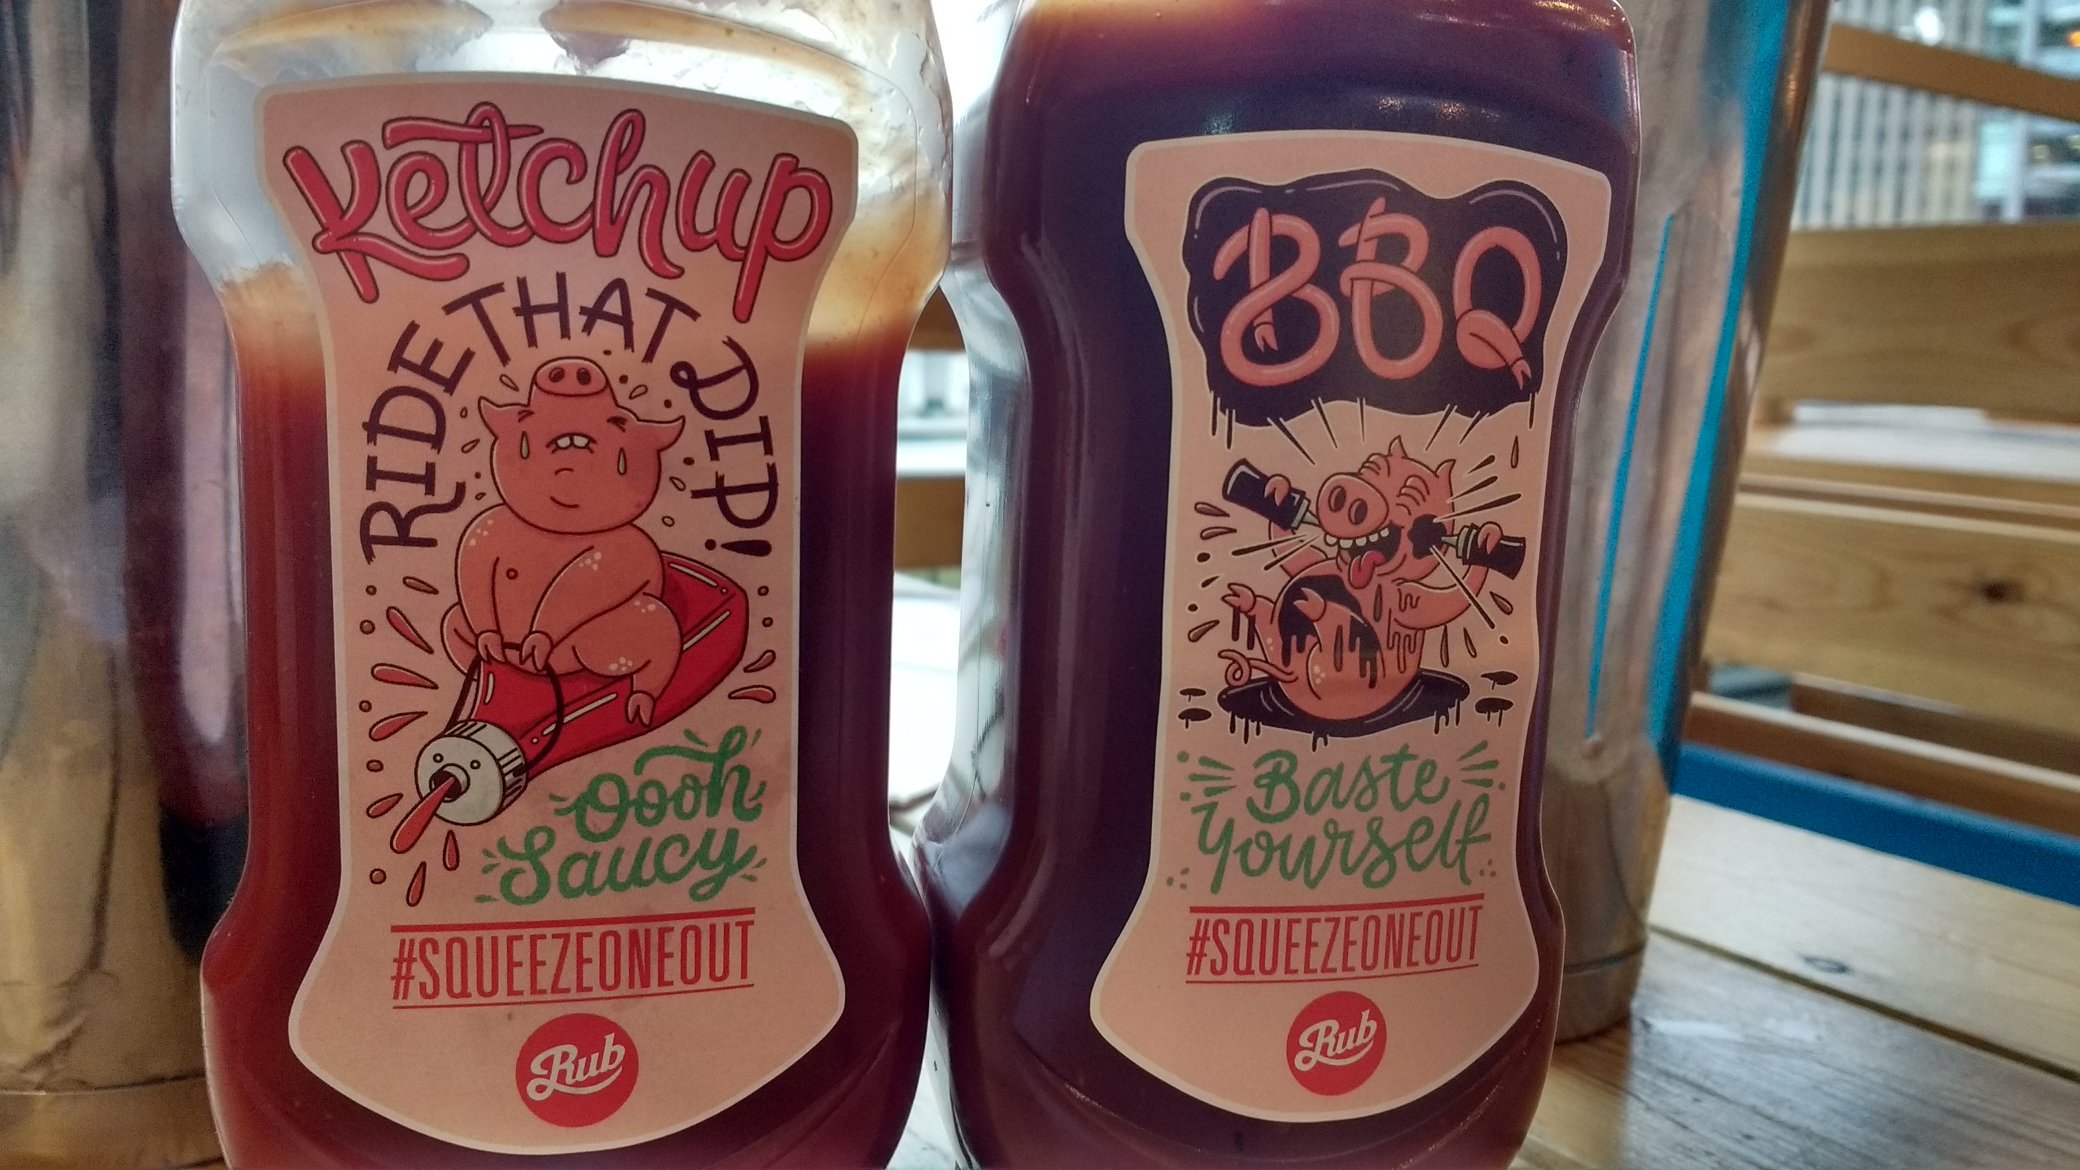 Ketchup
RIDE THAT DIP!
Oooh
Saucy
#SQUEEZEONEOUT
Rub
BBQ
Baste
Yourself
#SQUEEZEONEOUT
Rub